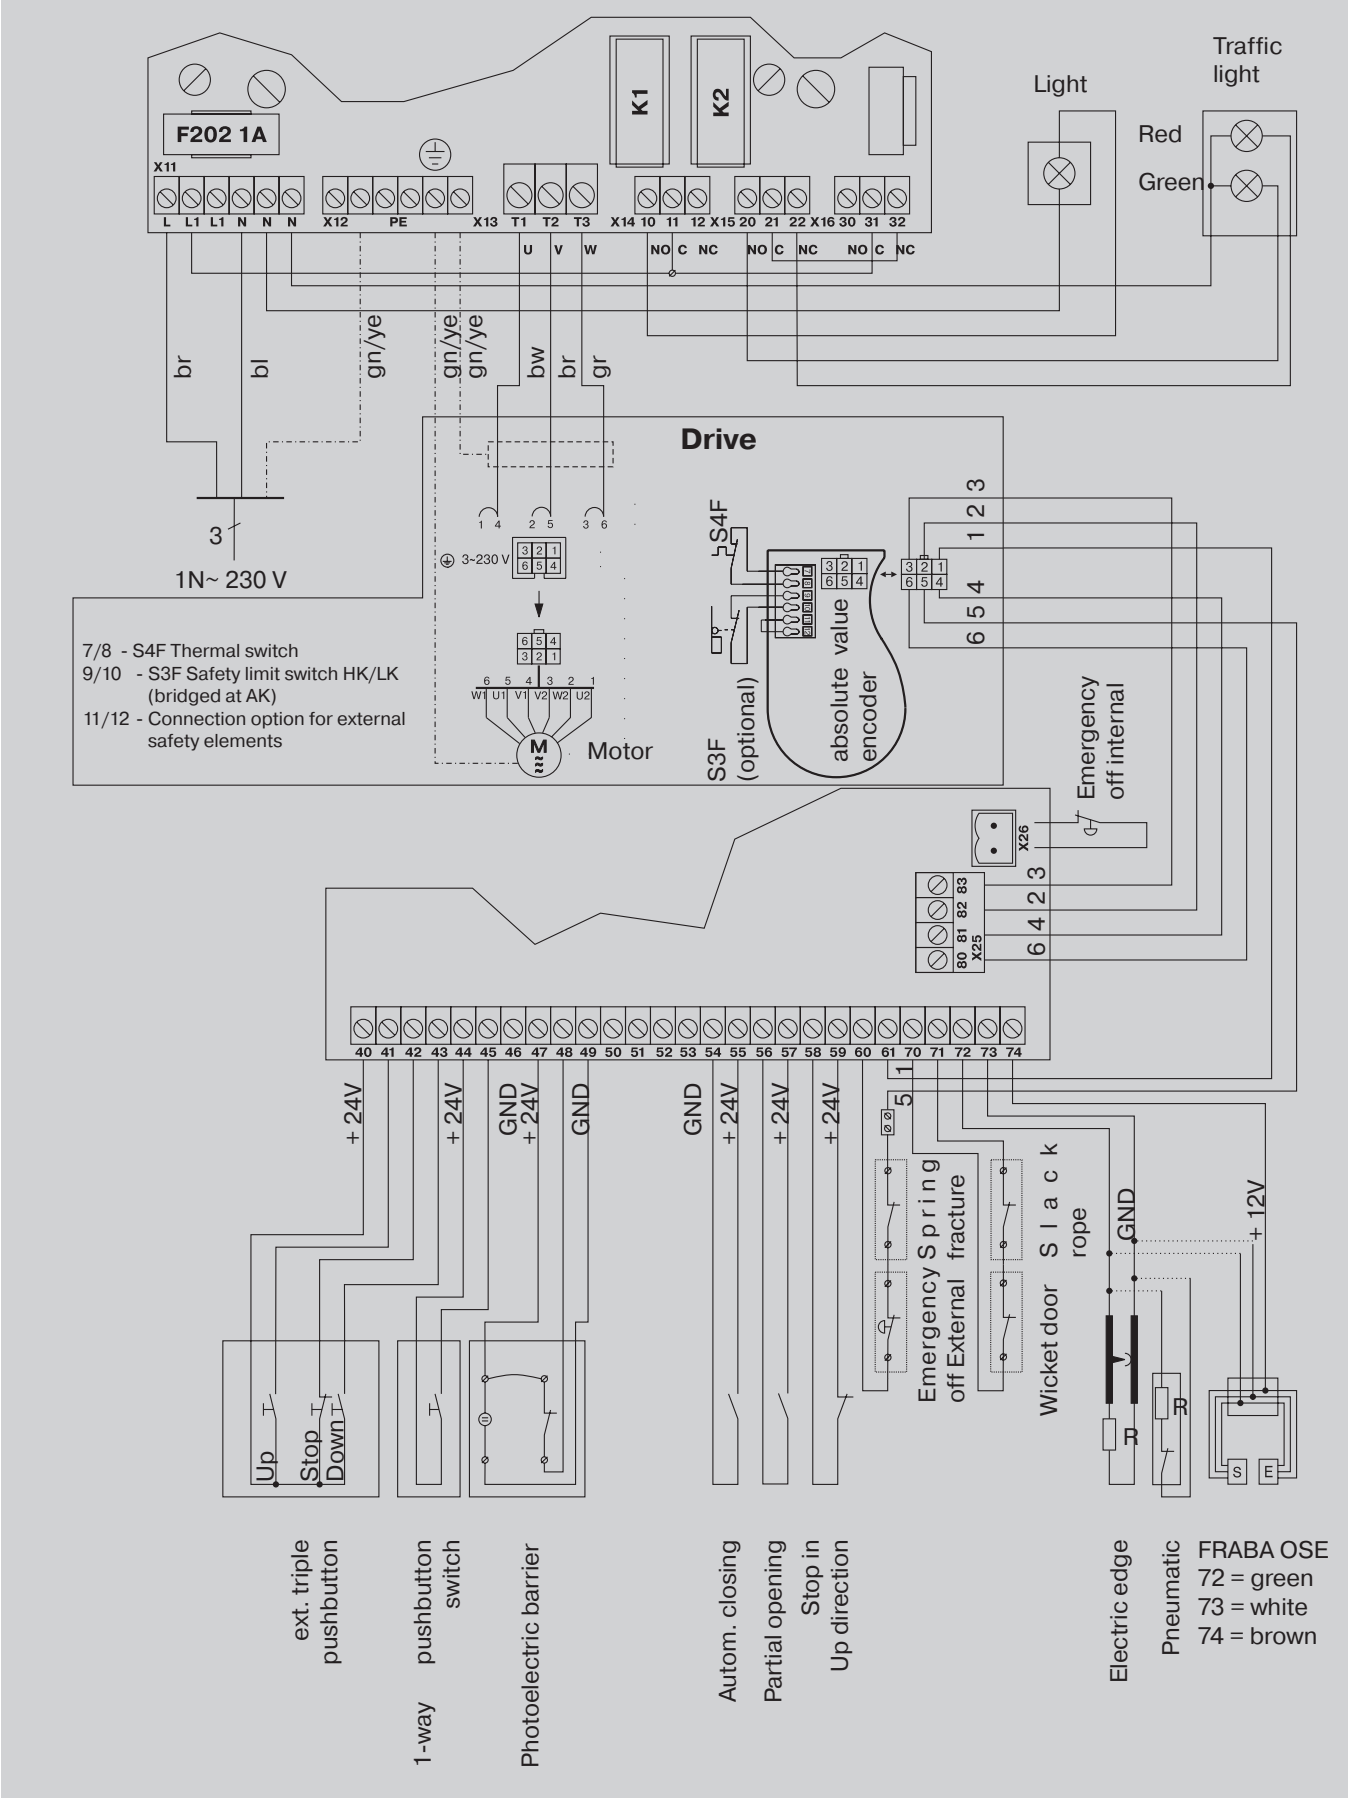 Traffic
light
Light
K1
K2
F202 1A
Red
Green
X11
L L1 L1 N N N X12 PE X13 T1 T2 T3 X14 10 11 12 X15 20 21 22 X16 30 31 32
U V W NO C NC NO C NC NO C NC
br bl gn/ye gn/ye gn/ye bw br gr
Drive
3
1N~ 230 V
1 4 2 5 3 6
3~230 V
3 2 1
6 5 4
6 5 4
3 2 1
6 5 4 3 2 1
W1 U1 V1 V2 W2 U2
M
Motor
7/8 - S4F Thermal switch
9/10 - S3F Safety limit switch HK/LK
(bridged at AK)
11/12 - Connection option for external
safety elements
S4F
S3F
(optional)
7
8
9
10
11
12
3 2 1
6 5 4
absolute value
encoder
3 2 1
6 5 4
3
2
1
4
5
6
Emergency
off internal
X26
83
82
81
80
X25
3
2
4
6
40 41 42 43 44 45 46 47 48 49 50 51 52 53 54 55 56 57 58 59 60 61 70 71 72 73 74
+ 24V
+ 24V
GND
+ 24V
GND
GND
+ 24V
+ 24V
+ 24V
1
5
Emergency Spring
off External fracture
Wicket door Slack
rope
GND
+ 12V
Up
Stop
Down
R
R
S E
ext. triple
pushbutton
1-way pushbutton
switch
Photoelectric barrier
Autom. closing
Partial opening
Stop in
Up direction
Electric edge
Pneumatic
FRABA OSE
72 = green
73 = white
74 = brown